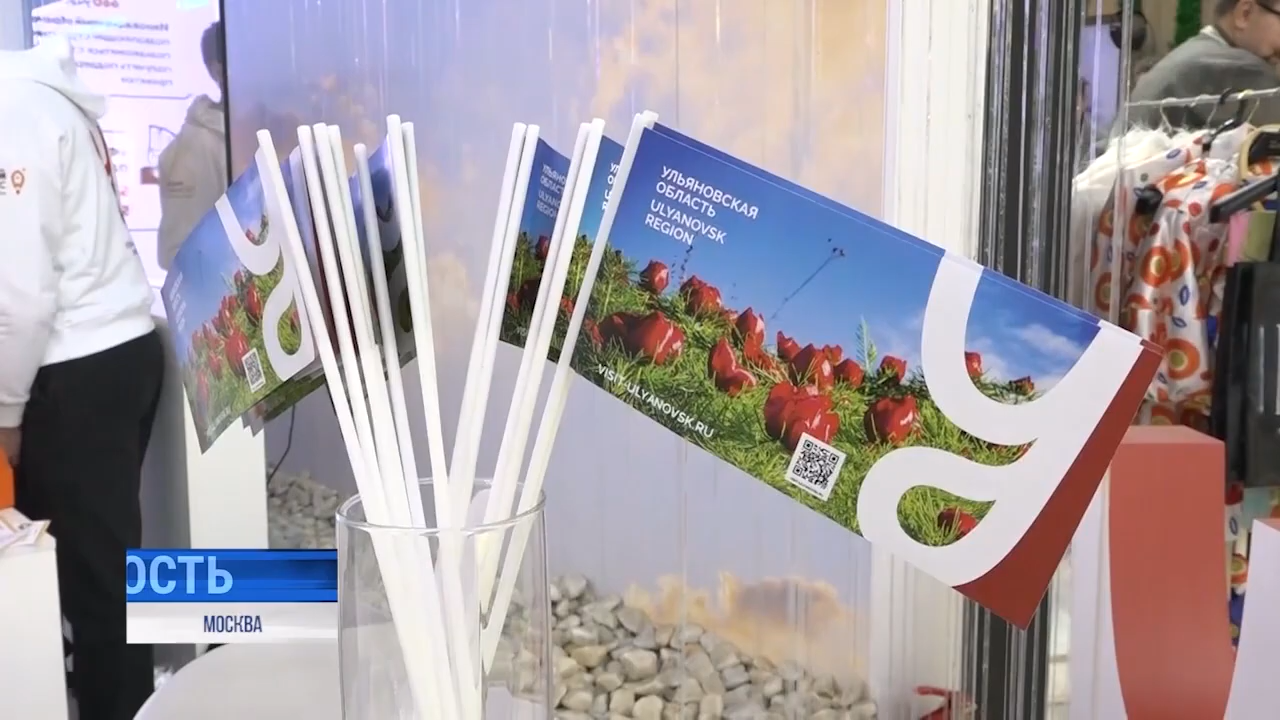 УЛЬЯНОВСКАЯ
ОБЛАСТЬ
ULYANOVSK
REGION
VISIT-ULYANOVSK.RU
ОСТЬ
МОСКВА